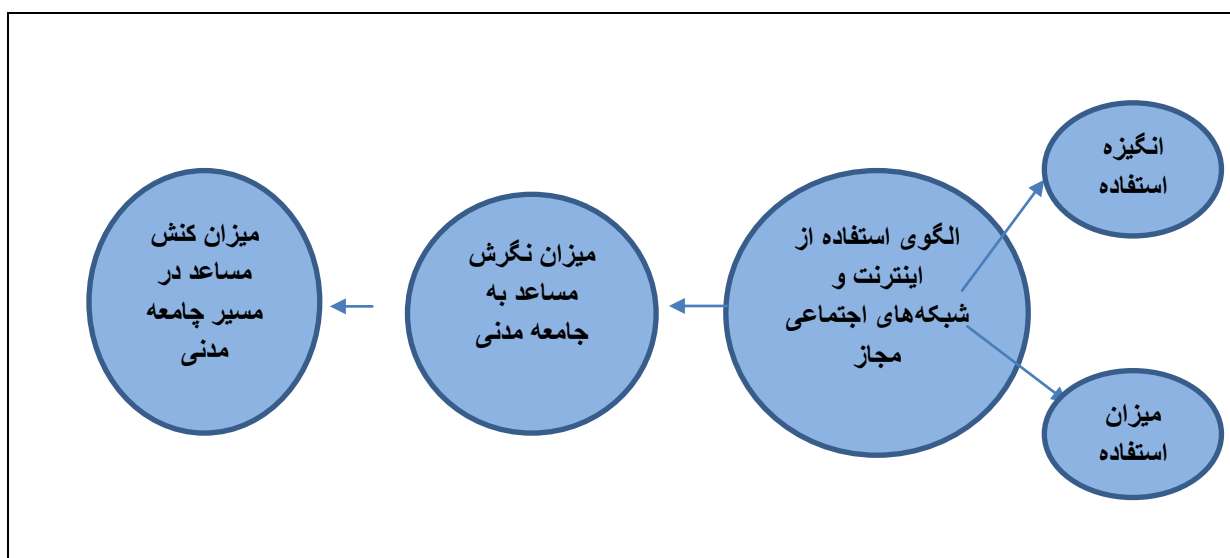 انگیزه
استفاده
الگوی استفاده از
اینترنت و
شبکه‌های اجتماعی
مجاز
میزان
استفاده
میزان نگرش
مساعد به
جامعه مدنی
میزان کنش
مساعد در
مسیر چامعه
مدنی